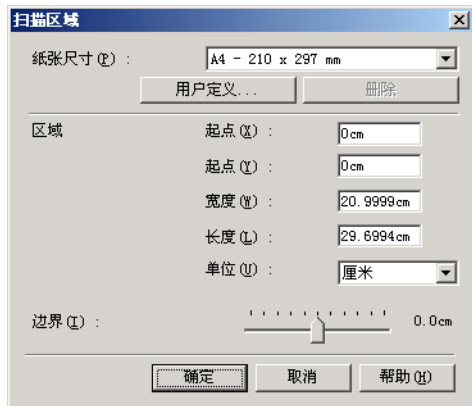 扫描区域
纸张尺寸(P)： A4 - 210 x 297 mm
用户定义... 删除
区域 起点(X)： 0cm
起点(Y)： 0cm
宽度(W)： 20.9999cm
长度(L)： 29.6994cm
单位(U)： 厘米
边界(I)： 0.0cm
确定 取消 帮助(H)